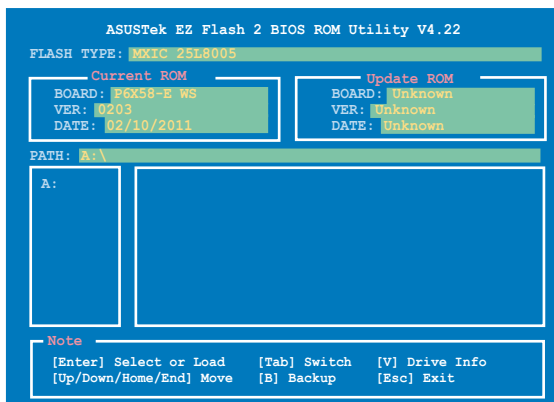 ASUSTek EZ Flash 2 BIOS ROM Utility V4.22
FLASH TYPE: MXIC 25L8005
Current ROM
BOARD: P6X58-E WS
VER: 0203
DATE: 02/10/2011
Update ROM
BOARD: Unknown
VER: Unknown
DATE: Unknown
PATH: A:\
A:
Note
[Enter] Select or Load [Tab] Switch [V] Drive Info
[Up/Down/Home/End] Move [B] Backup [Esc] Exit